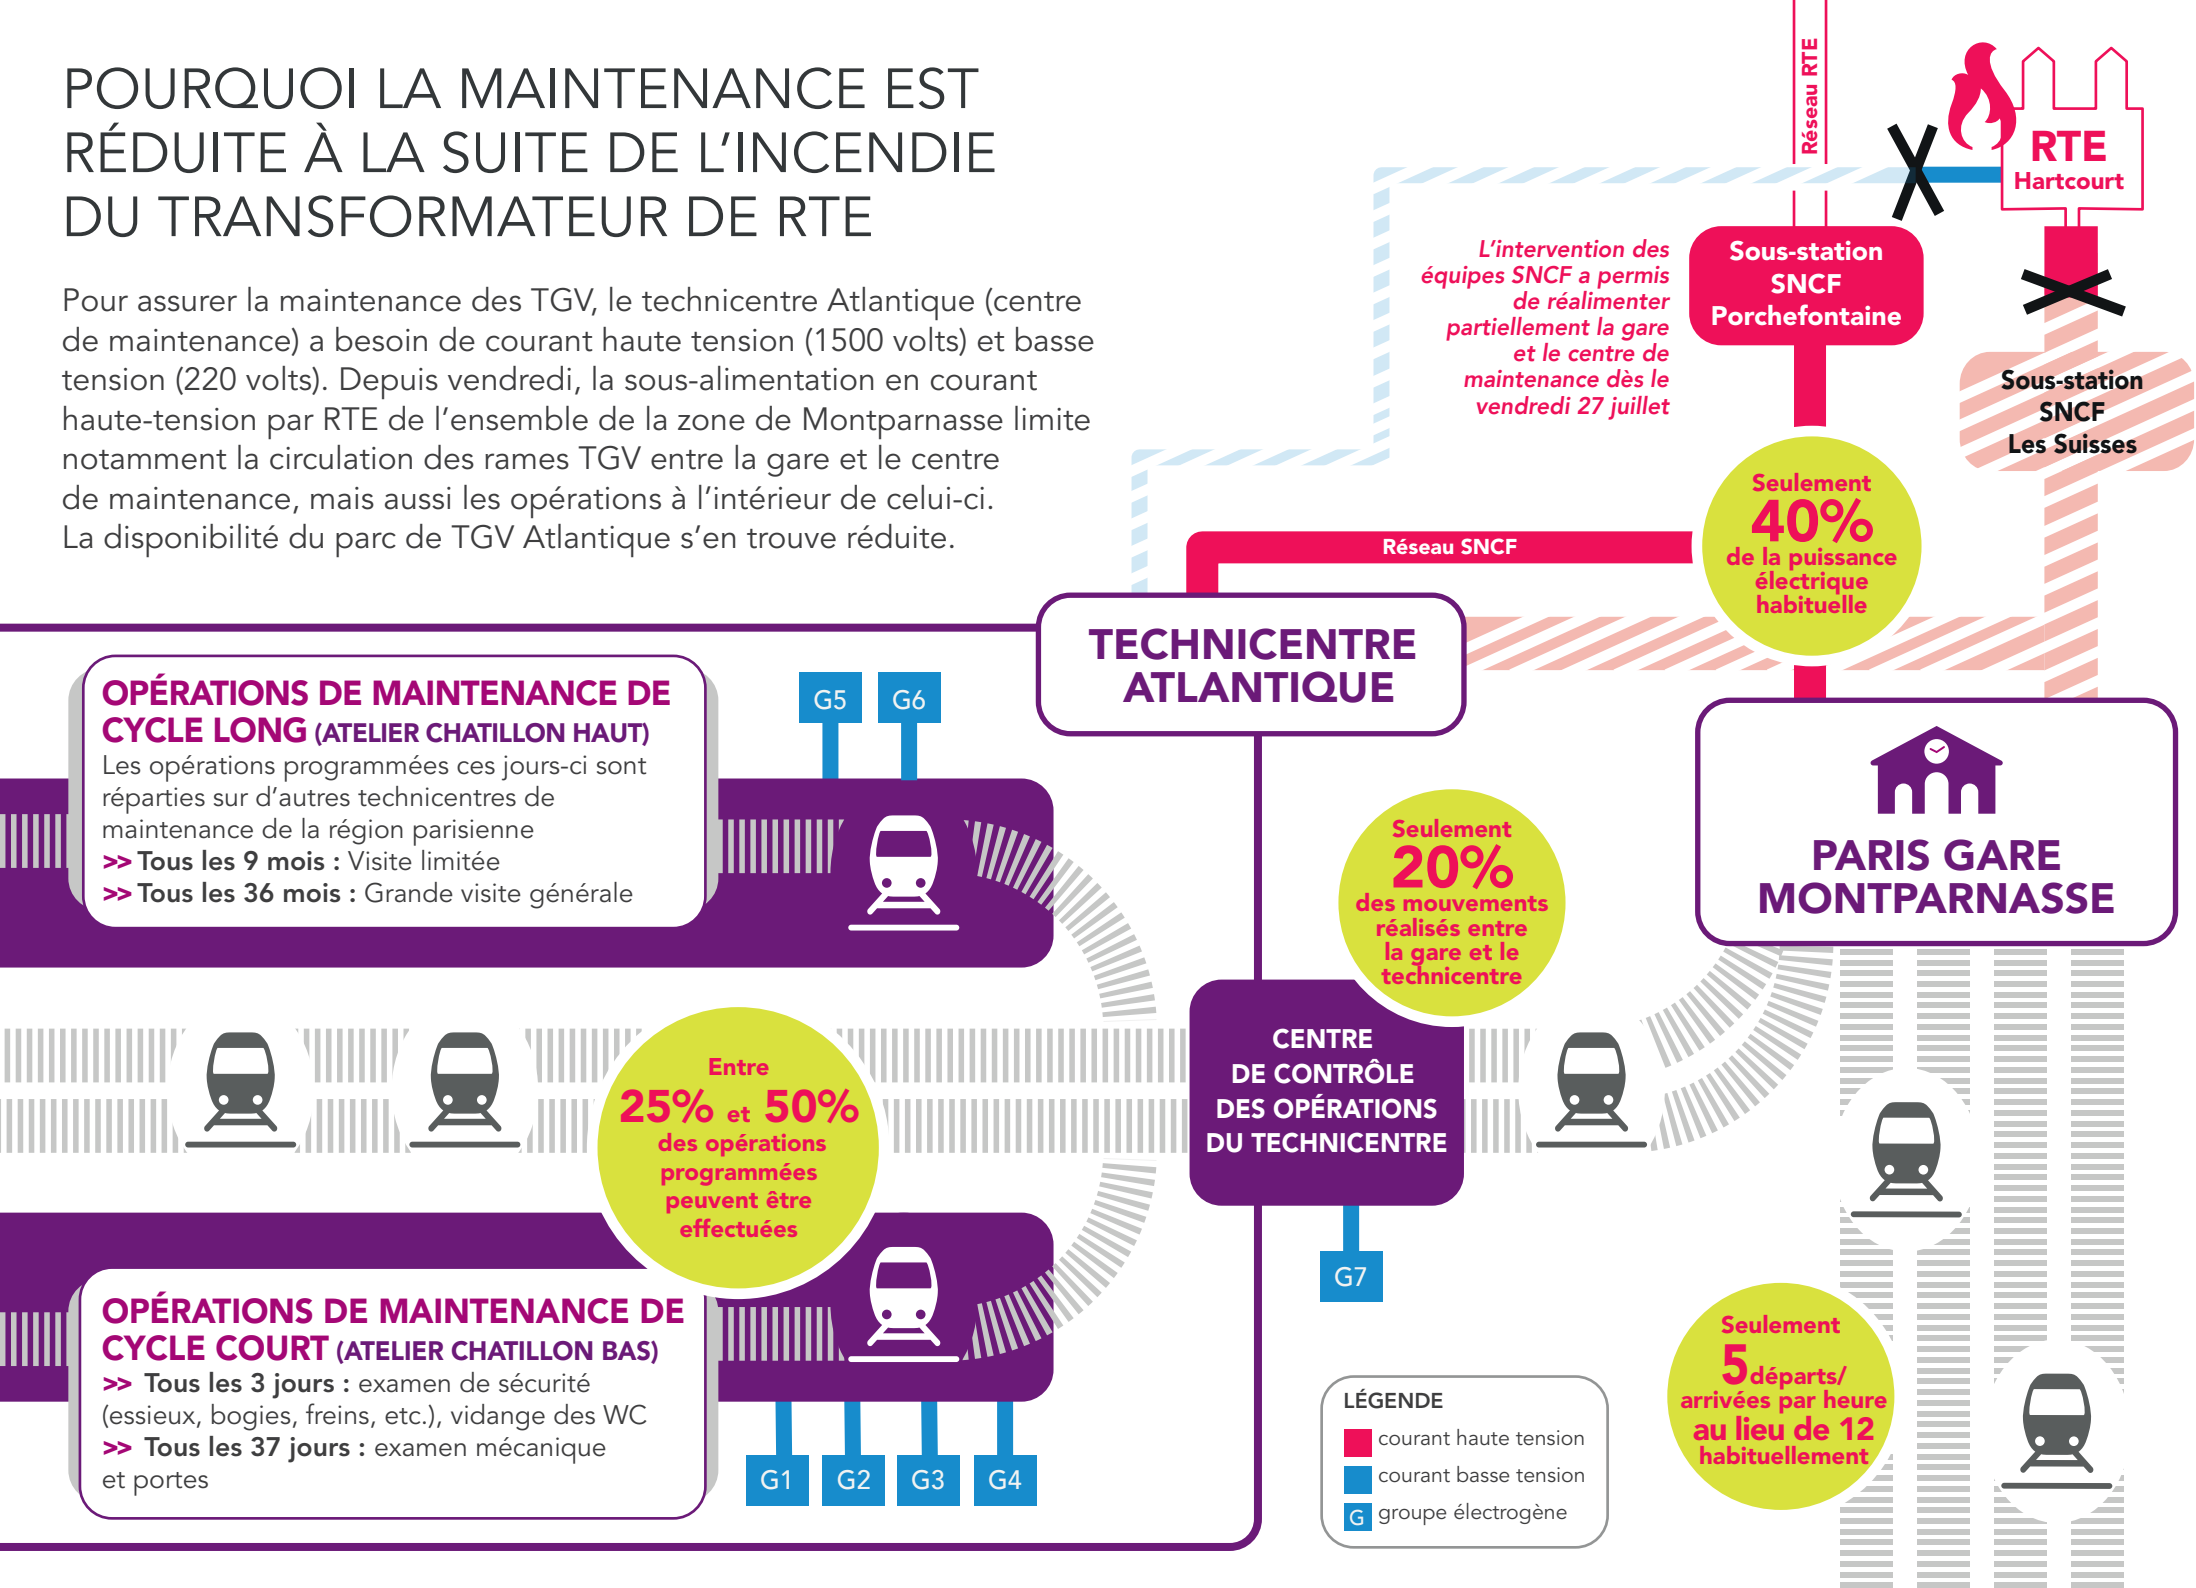 POURQUOI LA MAINTENANCE EST
RÉDUITE À LA SUITE DE L'INCENDIE
DU TRANSFORMATEUR DE RTE
Pour assurer la maintenance des TGV, le technicentre Atlantique (centre
de maintenance) a besoin de courant haute tension (1500 volts) et basse
tension (220 volts). Depuis vendredi, la sous-alimentation en courant
haute-tension par RTE de l'ensemble de la zone de Montparnasse limite
notamment la circulation des rames TGV entre la gare et le centre
de maintenance, mais aussi les opérations à l'intérieur de celui-ci.
La disponibilité du parc de TGV Atlantique s'en trouve réduite.
Réseau RTE
RTE
Hartcourt
L'intervention des
équipes SNCF a permis
de réalimenter
partiellement la gare
et le centre de
maintenance dès le
vendredi 27 juillet
Sous-station
SNCF
Porchefontaine
Sous-station
SNCF
Les Suisses
Seulement
40%
de la puissance
électrique
habituelle
Réseau SNCF
TECHNICENTRE
ATLANTIQUE
PARIS GARE
MONTPARNASSE
OPÉRATIONS DE MAINTENANCE DE
CYCLE LONG (ATELIER CHATILLON HAUT)
Les opérations programmées ces jours-ci sont
réparties sur d'autres technicentres de
maintenance de la région parisienne
>> Tous les 9 mois : Visite limitée
>> Tous les 36 mois : Grande visite générale
G5
G6
Seulement
20%
des mouvements
réalisés entre
la gare et le
technicentre
CENTRE
DE CONTRÔLE
DES OPÉRATIONS
DU TECHNICENTRE
G7
Entre
25% et 50%
des opérations
programmées
peuvent être
effectuées
OPÉRATIONS DE MAINTENANCE DE
CYCLE COURT (ATELIER CHATILLON BAS)
>> Tous les 3 jours : examen de sécurité
(essieux, bogies, freins, etc.), vidange des WC
>> Tous les 37 jours : examen mécanique
et portes
G1
G2
G3
G4
LÉGENDE
courant haute tension
courant basse tension
G groupe électrogène
Seulement
5 départs/
arrivées par heure
au lieu de 12
habituellement